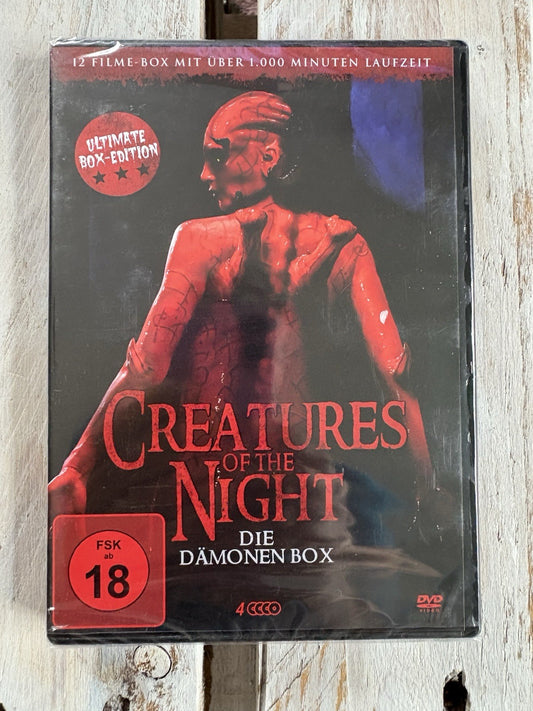 12 FILME-BOX MIT ÜBER 1.000 MINUTEN LAUFZEIT
ULTIMATE
BOX-EDITION
CREATURES
OF THE
NIGHT
DIE
DÄMONEN BOX
FSK
ab
18
4
DVD
VIDEO